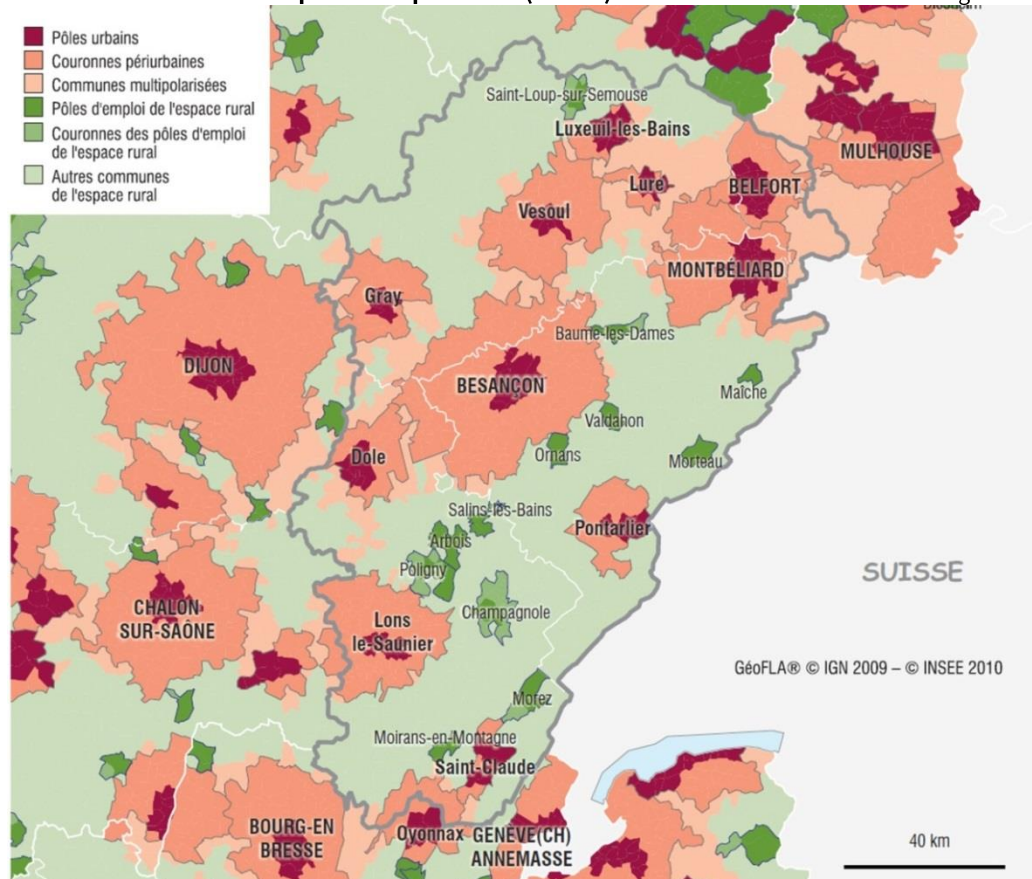 Pôles urbains
Couronnes périurbaines
Communes multipolarisées
Pôles d'emploi de l'espace rural
Couronnes des pôles d'emploi
de l'espace rural
Autres communes
de l'espace rural
Saint-Loup-sur-Semouse
Luxeuil-les-Bains
MULHOUSE
Lure
BELFORT
Vesoul
MONTBÉLIARD
Gray
Baume-les-Dames
DIJON
BESANÇON
Maîche
Valdahon
Dole
Ornans
Morteau
Salins-les-Bains
Pontarlier
Arbois
Poligny
SUISSE
CHALON
SUR-SAÔNE
Champagnole
Lons
le-Saunier
GéoFLA® © IGN 2009 – © INSEE 2010
Morez
Moirans-en-Montagne
Saint-Claude
BOURG-EN
BRESSE
Oyonnax
GENÈVE(CH)
ANNEMASSE
40 km